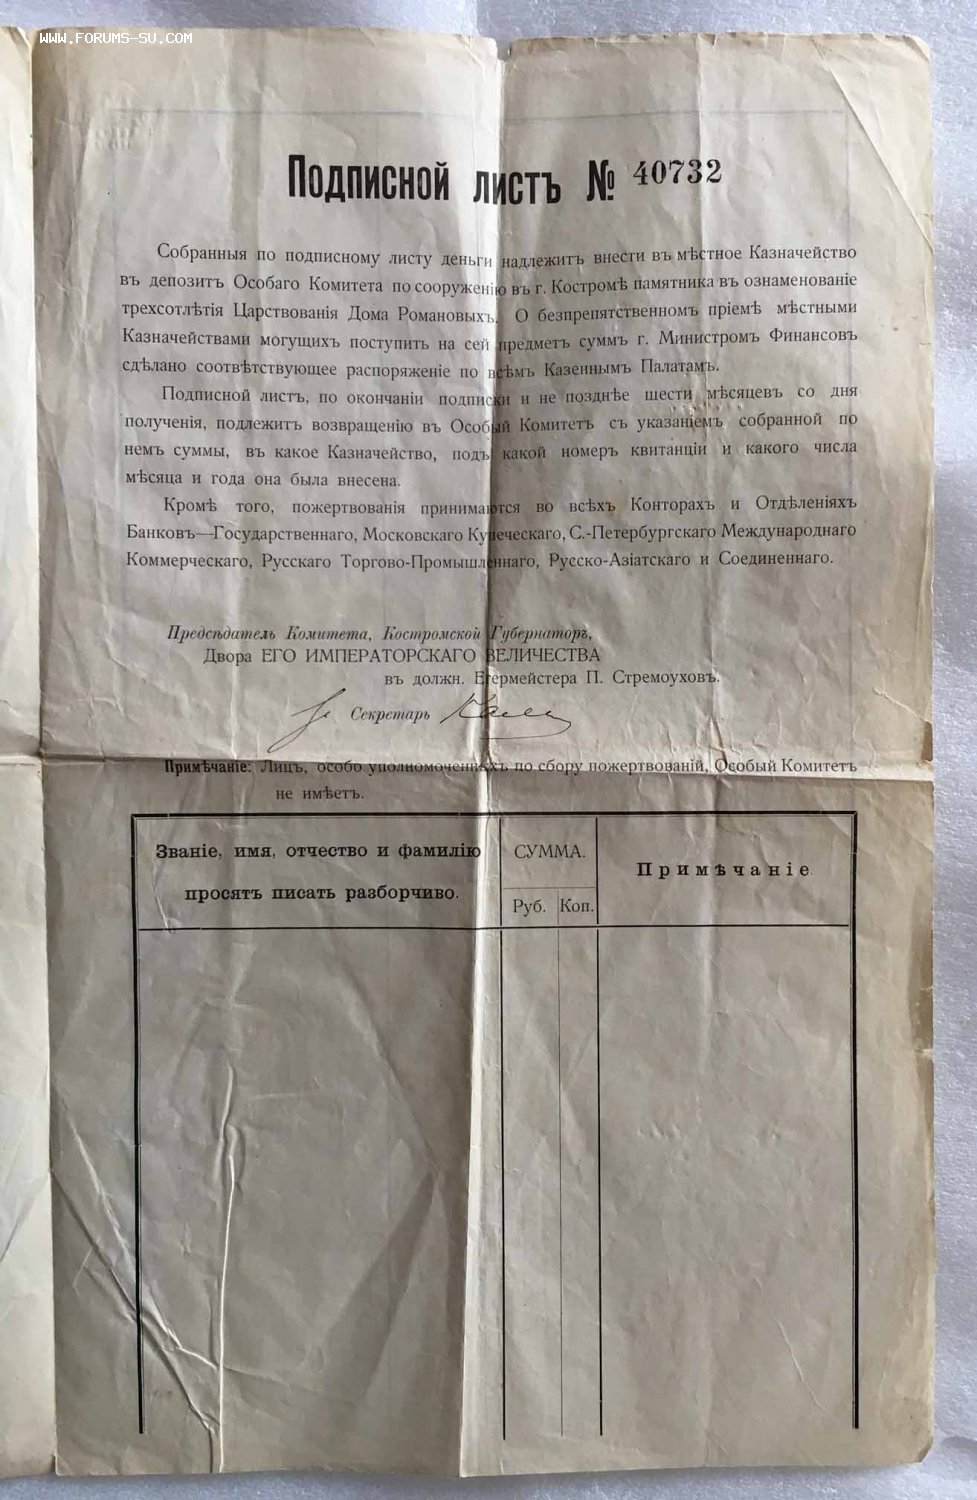 WWW.FORUMS-SU.COM
Подписной листъ № 40732
Собранныя по подписному листу деньги надлежитъ внести въ мѣстное Казначейство
въ депозит Особаго Комитета по сооруженію въ г. Костромѣ памятника въ ознаменованіе
трехсотлѣтія Царствованія Дома Романовыхъ. О безпрепятственномъ пріемѣ мѣстными
Казначействами могущихъ поступить на сей предметъ суммъ г. Министромъ Финансовъ
сдѣлано соотвѣтствующее распоряженіе по всѣмъ Казеннымъ Палатамъ.
Подписной листъ, по окончаніи подписки и не позднѣе шести мѣсяцевъ со дня
полученія, подлежитъ возвращенію въ Особый Комитетъ съ указаніемъ собранной по
немъ суммы, въ какое Казначейство, подъ какой номеръ квитанціи и какого числа
мѣсяца и года она была внесена.
Кромѣ того, пожертвованія принимаются во всѣхъ Конторахъ и Отдѣленіяхъ
Банковъ—Государственнаго, Московскаго Купеческаго, С.-Петербургскаго Международнаго
Коммерческаго, Русскаго Торгово-Промышленнаго, Русско-Азіатскаго и Соединеннаго.
Предсѣдатель Комитета, Костромской Губернаторъ,
Двора ЕГО ИМПЕРАТОРСКАГО ВЕЛИЧЕСТВА
въ должн. Егермейстера П. Стремоуховъ.
Секретарь
Примѣчаніе: Лицъ, особо уполномоченныхъ по сбору пожертвованій, Особый Комитетъ
не имѣетъ.
Званіе, имя, отчество и фамилію
просятъ писать разборчиво.
СУММА.
Руб. Коп.
Примѣчаніе